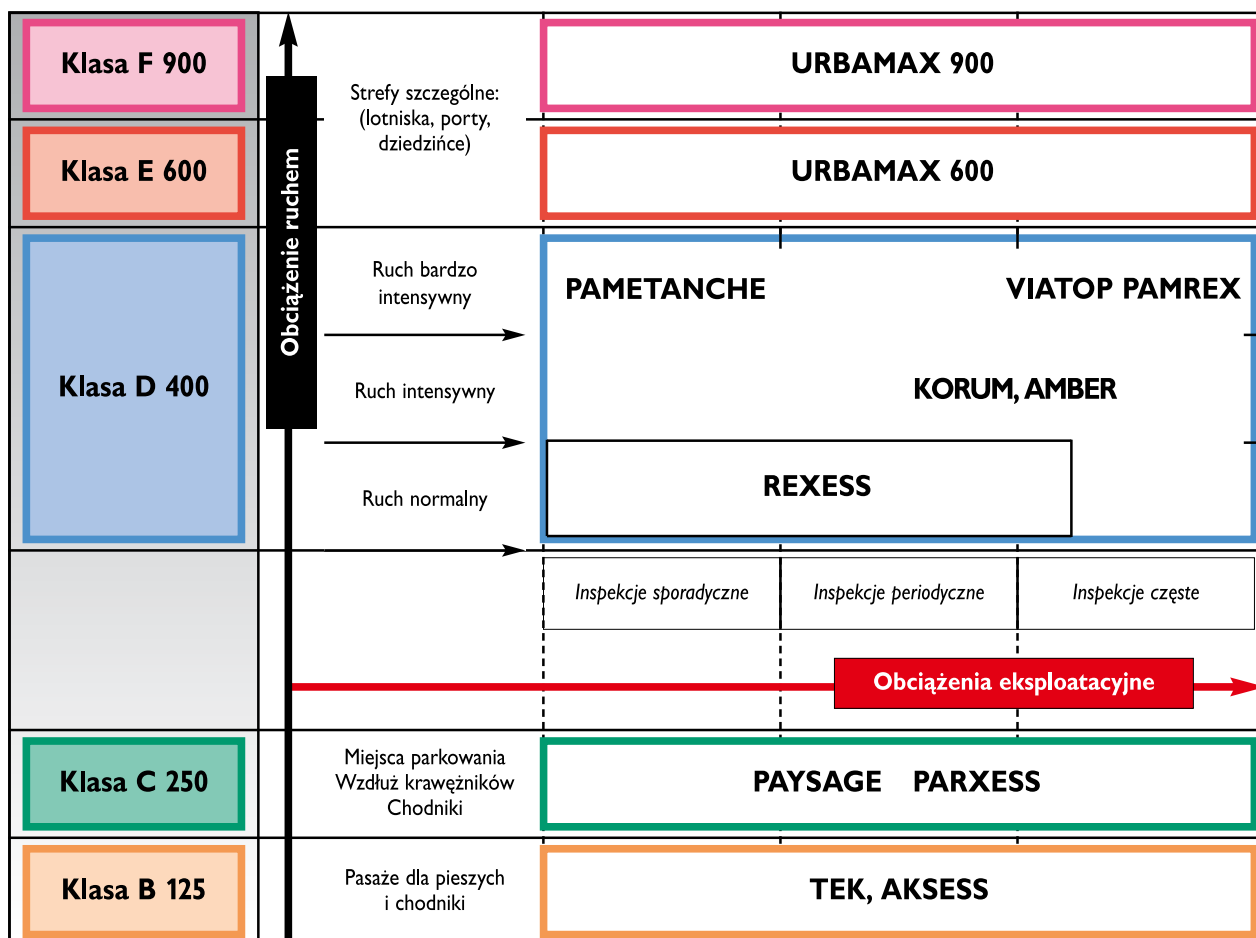 Klasa F 900
URBAMAX 900
Strefy szczególne:
(lotniska, porty,
dziedzińce)
Klasa E 600
URBAMAX 600
Obciążenie ruchem
Klasa D 400
Ruch bardzo
intensywny
PAMETANCHE
VIATOP PAMREX
Ruch intensywny
KORUM, AMBER
Ruch normalny
REXESS
Inspekcje sporadyczne
Inspekcje periodyczne
Inspekcje częste
Obciążenia eksploatacyjne
Klasa C 250
Miejsca parkowania
Wzdłuż krawężników
Chodniki
PAYSAGE PARXESS
Klasa B 125
Pasaże dla pieszych
i chodniki
TEK, AKSESS